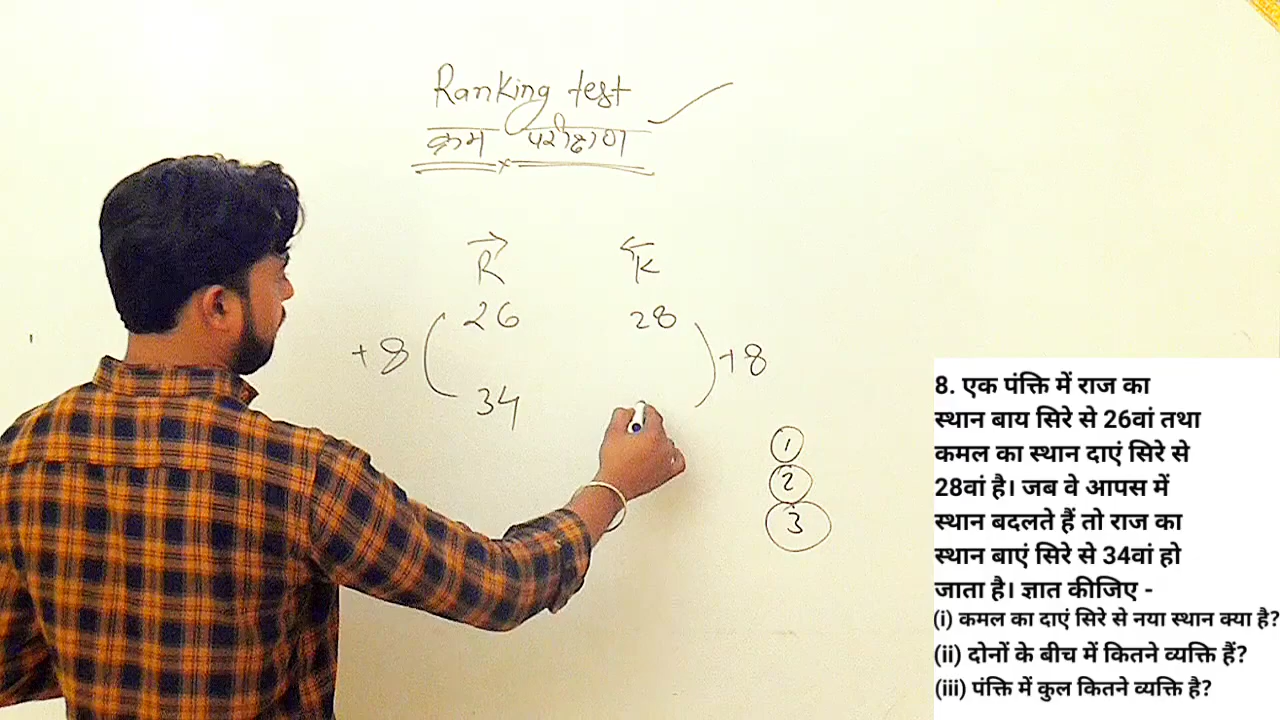 Ranking test
क्रम परीक्षण
R K
26 28
+8 +8
34
1
2
3
8. एक पंक्ति में राज का
स्थान बाय सिरे से 26वां तथा
कमल का स्थान दाएं सिरे से
28वां है। जब वे आपस में
स्थान बदलते हैं तो राज का
स्थान बाएं सिरे से 34वां हो
जाता है। ज्ञात कीजिए -
(i) कमल का दाएं सिरे से नया स्थान क्या है?
(ii) दोनों के बीच में कितने व्यक्ति हैं?
(iii) पंक्ति में कुल कितने व्यक्ति है?